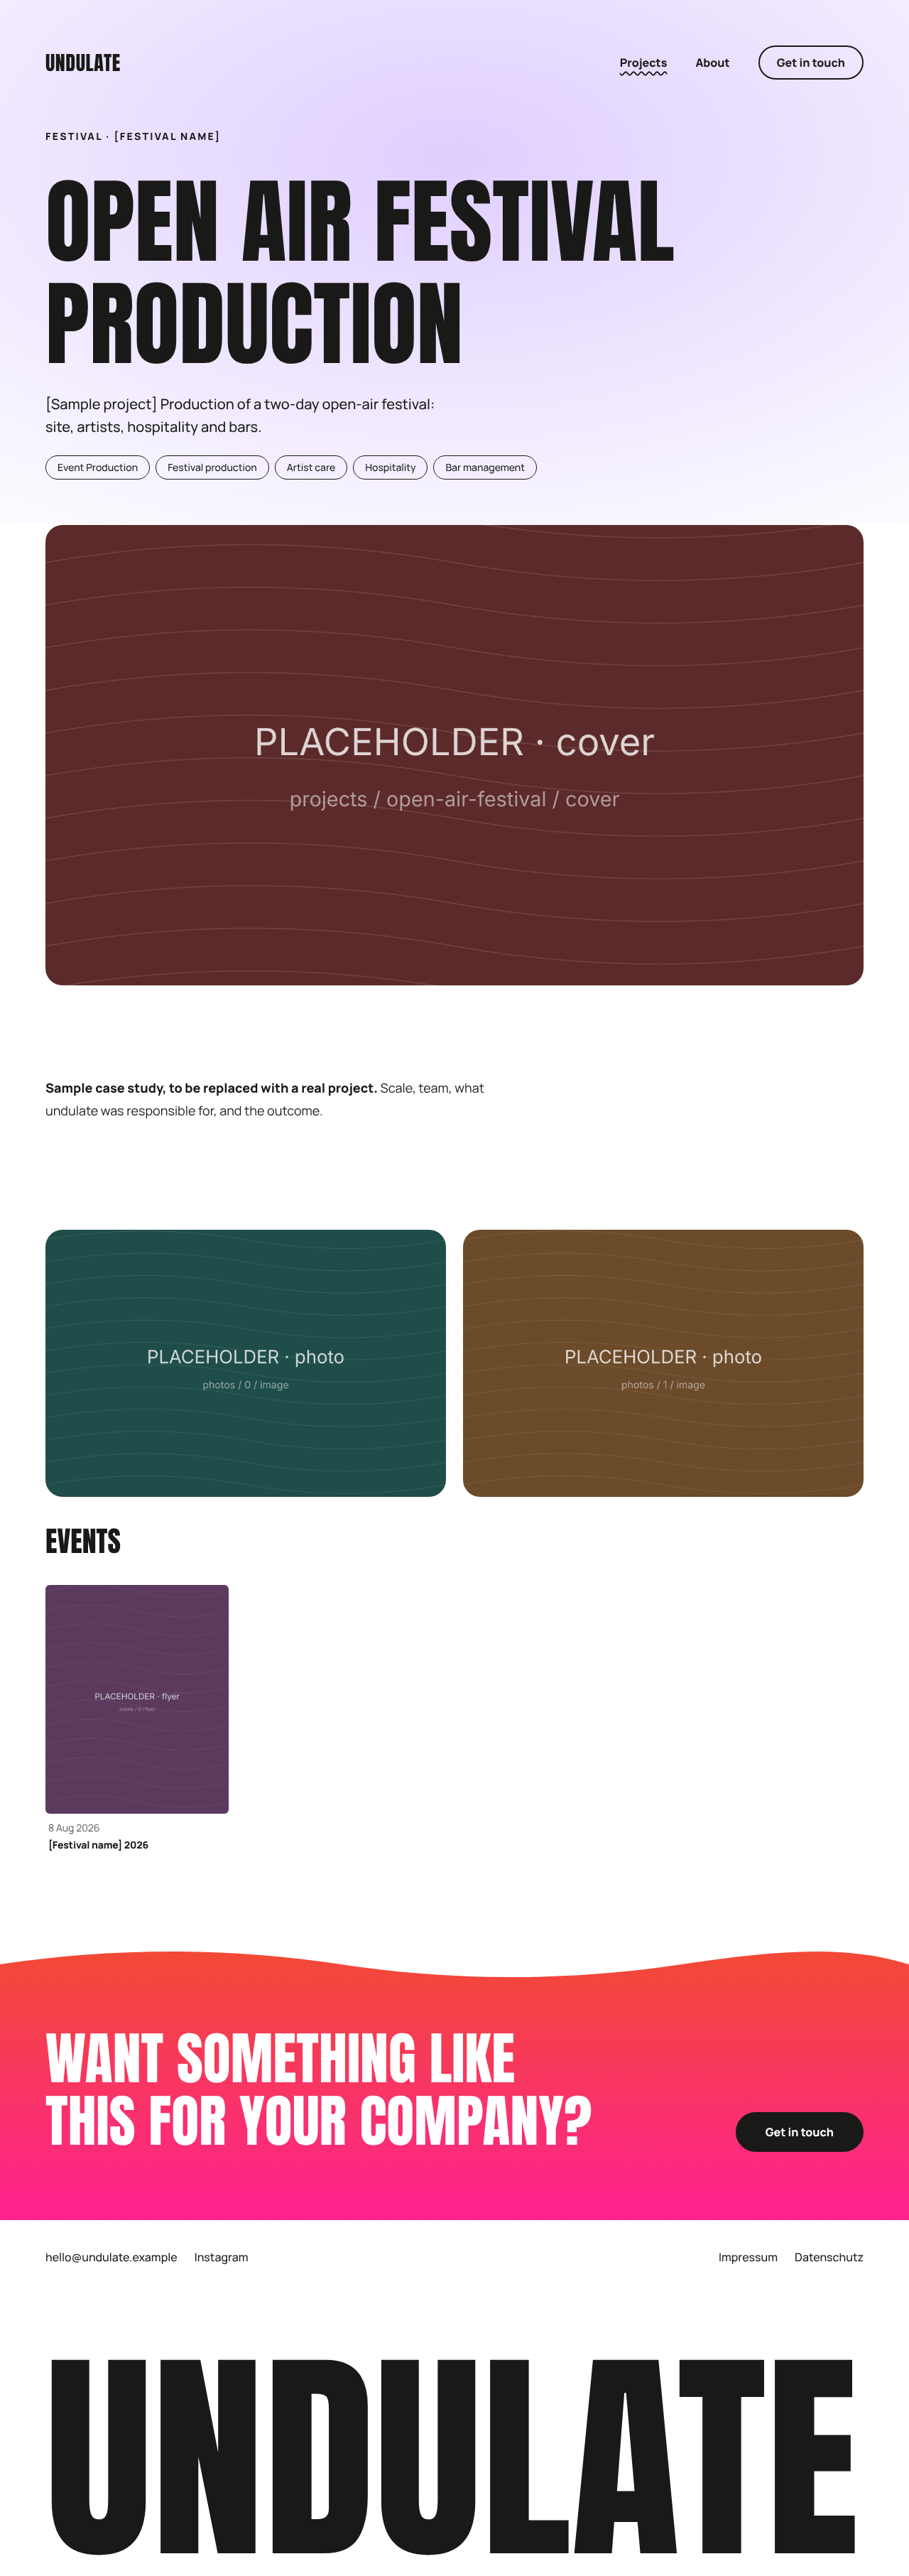 UNDULATE
Projects
About
Get in touch
FESTIVAL · [FESTIVAL NAME]
OPEN AIR FESTIVAL
PRODUCTION
[Sample project] Production of a two-day open-air festival:
site, artists, hospitality and bars.
Event Production
Festival production
Artist care
Hospitality
Bar management
PLACEHOLDER · cover
projects / open-air-festival / cover
Sample case study, to be replaced with a real project. Scale, team, what
undulate was responsible for, and the outcome.
PLACEHOLDER · photo
photos / 0 / image
PLACEHOLDER · photo
photos / 1 / image
EVENTS
PLACEHOLDER · flyer
events / 0 / flyer
8 Aug 2026
[Festival name] 2026
WANT SOMETHING LIKE
THIS FOR YOUR COMPANY?
Get in touch
hello@undulate.example
Instagram
Impressum
Datenschutz
UNDULATE